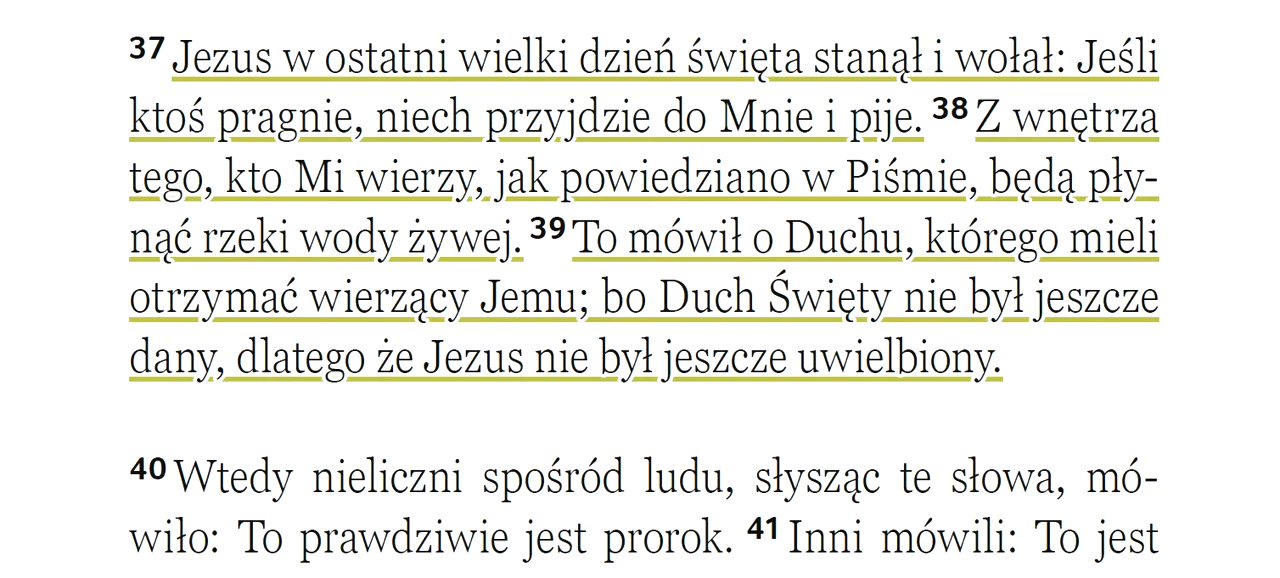 37 Jezus w ostatni wielki dzień święta stanął i wołał: Jeśli
ktoś pragnie, niech przyjdzie do Mnie i pije. 38 Z wnętrza
tego, kto Mi wierzy, jak powiedziano w Piśmie, będą pły-
nąć rzeki wody żywej. 39 To mówił o Duchu, którego mieli
otrzymać wierzący Jemu; bo Duch Święty nie był jeszcze
dany, dlatego że Jezus nie był jeszcze uwielbiony.
40 Wtedy nieliczni spośród ludu, słysząc te słowa, mó-
wiło: To prawdziwie jest prorok. 41 Inni mówili: To jest